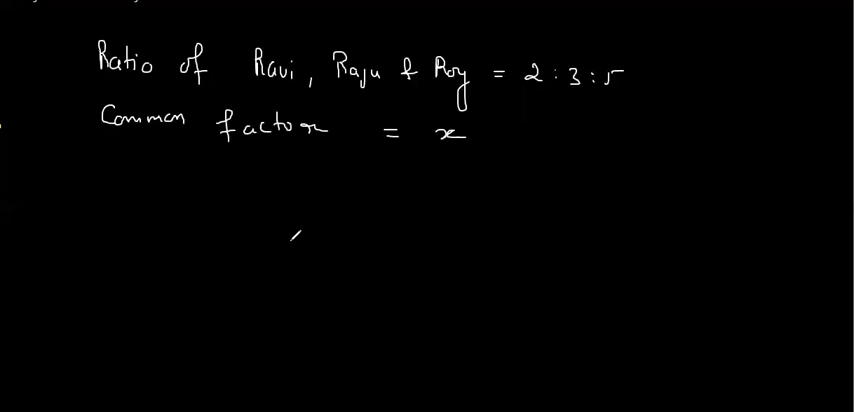 Ratio of Ravi, Raju & Roy = 2 : 3 : 5
Common factor = x